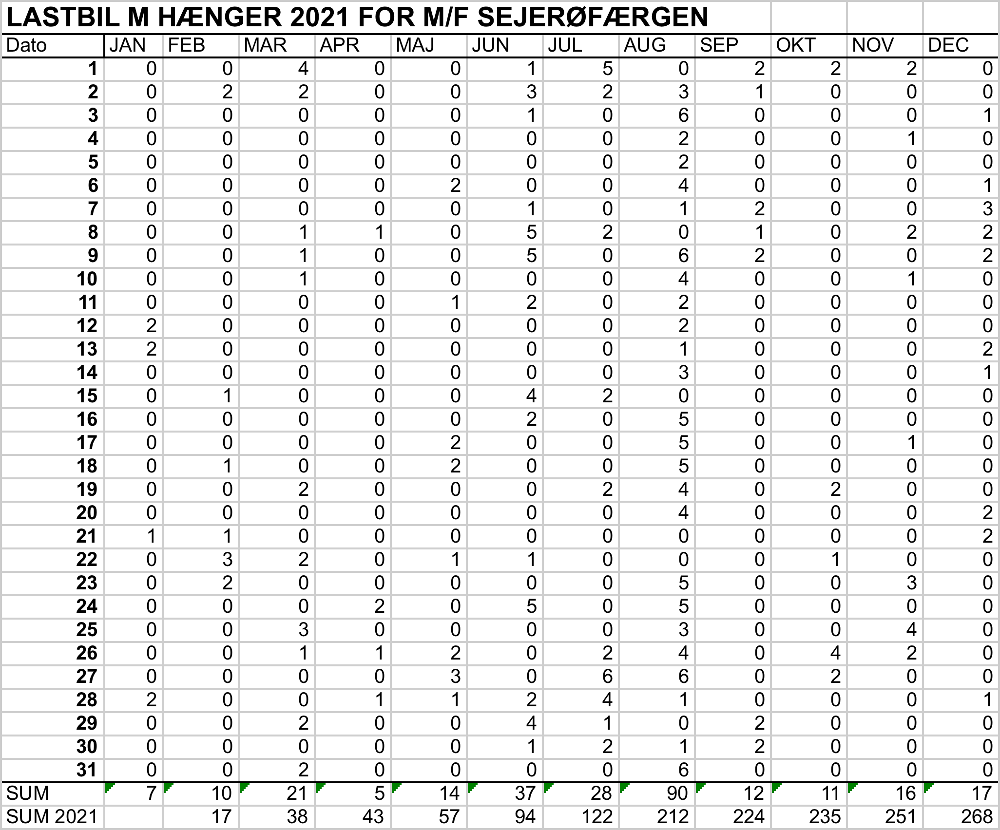 LASTBIL M HÆNGER 2021 FOR M/F SEJERØFÆRGEN
Dato JAN FEB MAR APR MAJ JUN JUL AUG SEP OKT NOV DEC
1 0 0 4 0 0 1 5 0 2 2 2 0
2 0 2 2 0 0 3 2 3 1 0 0 0
3 0 0 0 0 0 1 0 6 0 0 0 1
4 0 0 0 0 0 0 0 2 0 0 1 0
5 0 0 0 0 0 0 0 2 0 0 0 0
6 0 0 0 0 2 0 0 4 0 0 0 1
7 0 0 0 0 0 1 0 1 2 0 0 3
8 0 0 1 1 0 5 2 0 1 0 2 2
9 0 0 1 0 0 5 0 6 2 0 0 2
10 0 0 1 0 0 0 0 4 0 0 1 0
11 0 0 0 0 1 2 0 2 0 0 0 0
12 2 0 0 0 0 0 0 2 0 0 0 0
13 2 0 0 0 0 0 0 1 0 0 0 2
14 0 0 0 0 0 0 0 3 0 0 0 1
15 0 1 0 0 0 4 2 0 0 0 0 0
16 0 0 0 0 0 2 0 5 0 0 0 0
17 0 0 0 0 2 0 0 5 0 0 1 0
18 0 1 0 0 2 0 0 5 0 0 0 0
19 0 0 2 0 0 0 2 4 0 2 0 0
20 0 0 0 0 0 0 0 4 0 0 0 2
21 1 1 0 0 0 0 0 0 0 0 0 2
22 0 3 2 0 1 1 0 0 0 1 0 0
23 0 2 0 0 0 0 0 5 0 0 3 0
24 0 0 0 2 0 5 0 5 0 0 0 0
25 0 0 3 0 0 0 0 3 0 0 4 0
26 0 0 1 1 2 0 2 4 0 4 2 0
27 0 0 0 0 3 0 6 6 0 2 0 0
28 2 0 0 1 1 2 4 1 0 0 0 1
29 0 0 2 0 0 4 1 0 2 0 0 0
30 0 0 0 0 0 1 2 1 2 0 0 0
31 0 0 2 0 0 0 0 6 0 0 0 0
SUM 7 10 21 5 14 37 28 90 12 11 16 17
SUM 2021 17 38 43 57 94 122 212 224 235 251 268